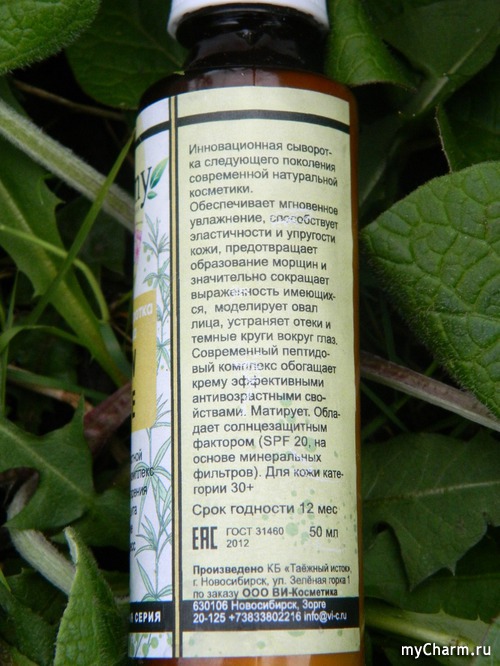 Инновационная сыворот-
ка следующего поколения
современной натуральной
косметики.
Обеспечивает мгновенное
увлажнение, способствует
эластичности и упругости
кожи, предотвращает
образование морщин и
значительно сокращает
выраженность имеющих-
ся, моделирует овал
лица, устраняет отеки и
темные круги вокруг глаз.
Современный пептидо-
вый комплекс обогащает
крему эффективными
антивозрастными свой-
ствами. Матирует. Обла-
дает солнцезащитным
фактором (SPF 20, на
основе минеральных
фильтров). Для кожи кате-
гории 30+
Срок годности 12 мес
EAC ГОСТ 31460 50 мл
2012
Произведено КБ «Таёжный исток»,
г. Новосибирск, ул. Зелёная горка 1
по заказу ООО ВИ-Косметика
630106 Новосибирск, Зорге
20-125 +73833802216 info@vi-c.ru
СЕРИЯ
myCharm.ru